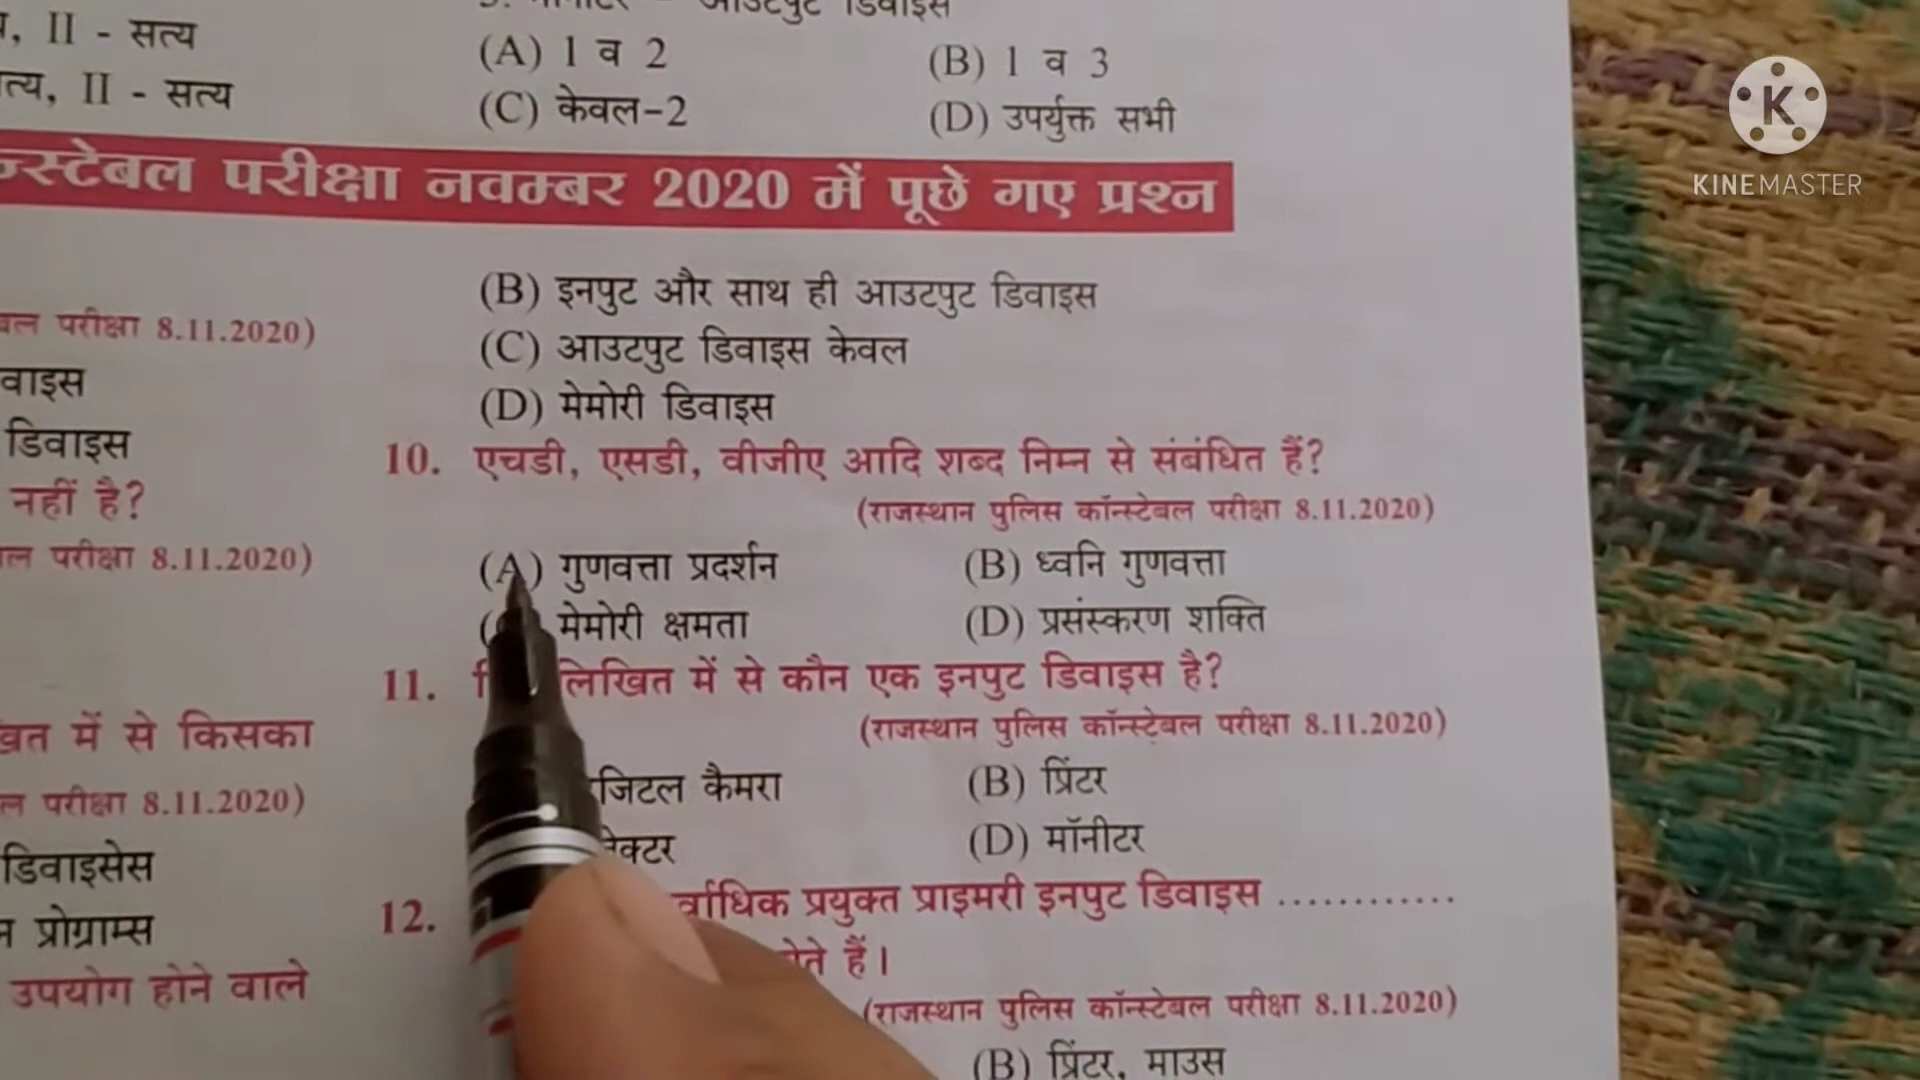 II - सत्य
II - सत्य
वाइस
डिवाइस
नहीं है?
परीक्षा 8.11.2020)
परीक्षा 8.11.2020)
में से किसका
परीक्षा 8.11.2020)
डिवाइसेस
प्रोग्राम्स
उपयोग होने वाले
आउटपुट डिवाइस
(A) 1 व 2
(B) 1 व 3
(C) केवल-2
(D) उपर्युक्त सभी
परीक्षा नवम्बर 2020 में पूछे गए प्रश्न
(B) इनपुट और साथ ही आउटपुट डिवाइस
(C) आउटपुट डिवाइस केवल
(D) मेमोरी डिवाइस
10. एचडी, एसडी, वीजीए आदि शब्द निम्न से संबंधित हैं?
(राजस्थान पुलिस कॉन्स्टेबल परीक्षा 8.11.2020)
(A) गुणवत्ता प्रदर्शन
(B) ध्वनि गुणवत्ता
मेमोरी क्षमता
(D) प्रसंस्करण शक्ति
11. लिखित में से कौन एक इनपुट डिवाइस है?
(राजस्थान पुलिस कॉन्स्टेबल परीक्षा 8.11.2020)
जिटल कैमरा
(B) प्रिंटर
(D) मॉनीटर
12. र्वाधिक प्रयुक्त प्राइमरी इनपुट डिवाइस ............
हैं।
(राजस्थान पुलिस कॉन्स्टेबल परीक्षा 8.11.2020)
(B) प्रिंटर, माउस
K
KINEMASTER